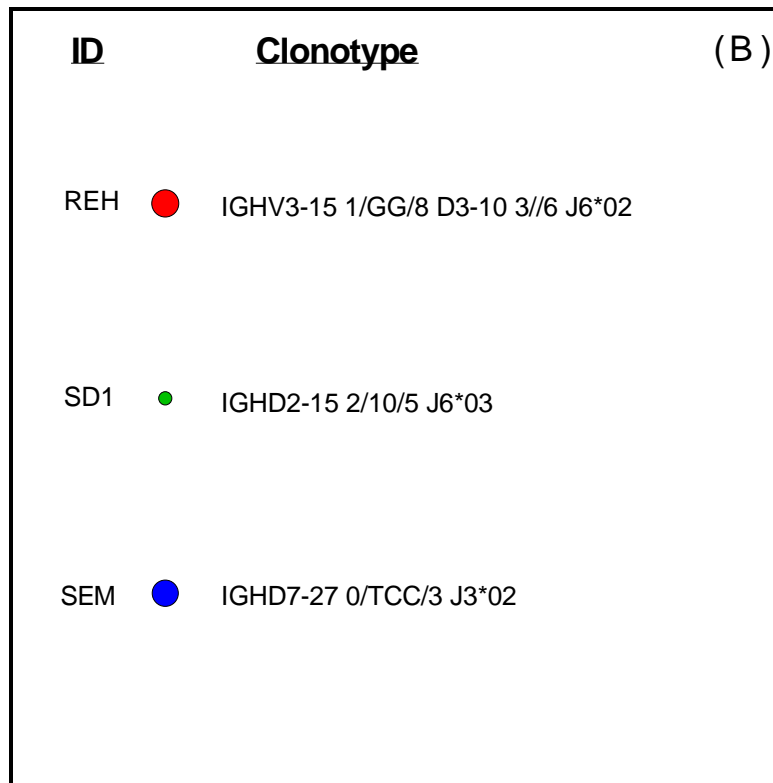 ID Clonotype (B)
REH IGHV3-15 1/GG/8 D3-10 3//6 J6*02
SD1 IGHD2-15 2/10/5 J6*03
SEM IGHD7-27 0/TCC/3 J3*02